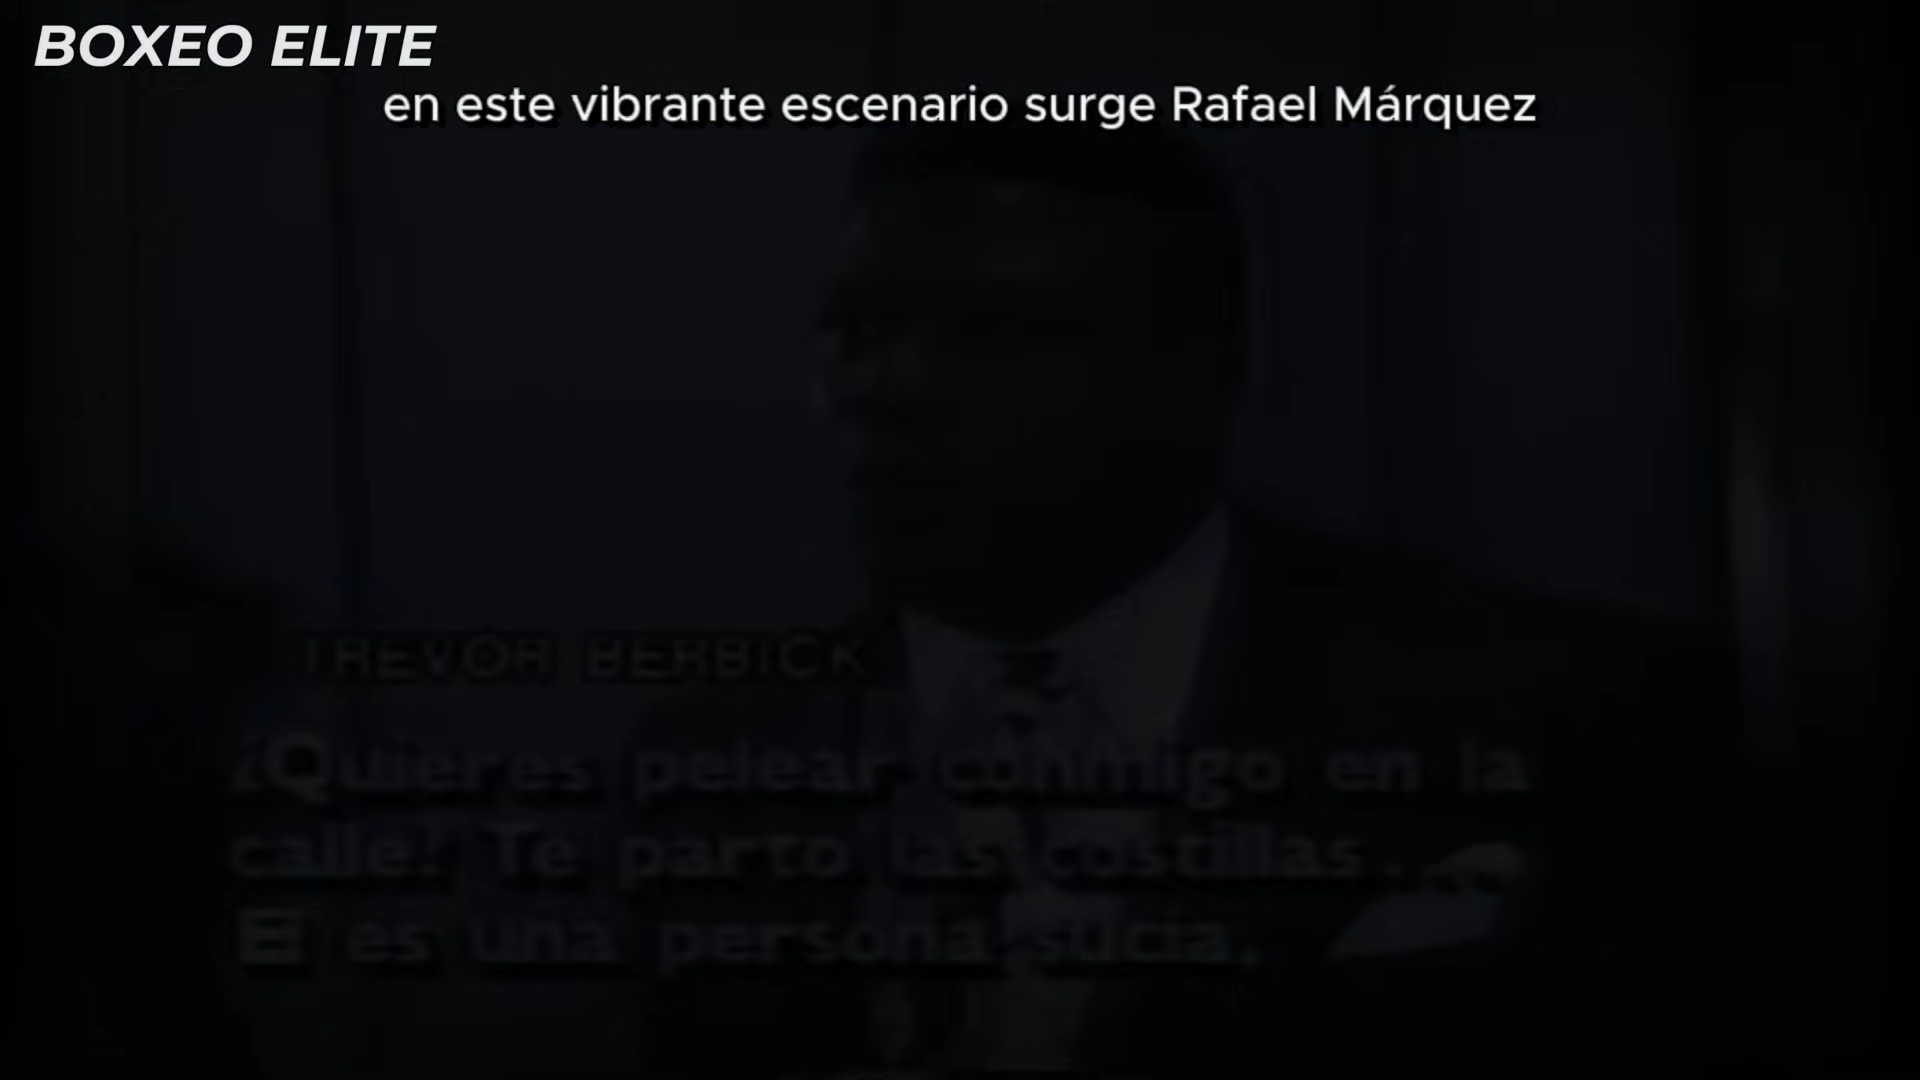 BOXEO ELITE
en este vibrante escenario surge Rafael Márquez
TREVOR BERBICK
¿Quieres pelear conmigo en la
calle! Te parto las costillas.
El es una persona sucia.